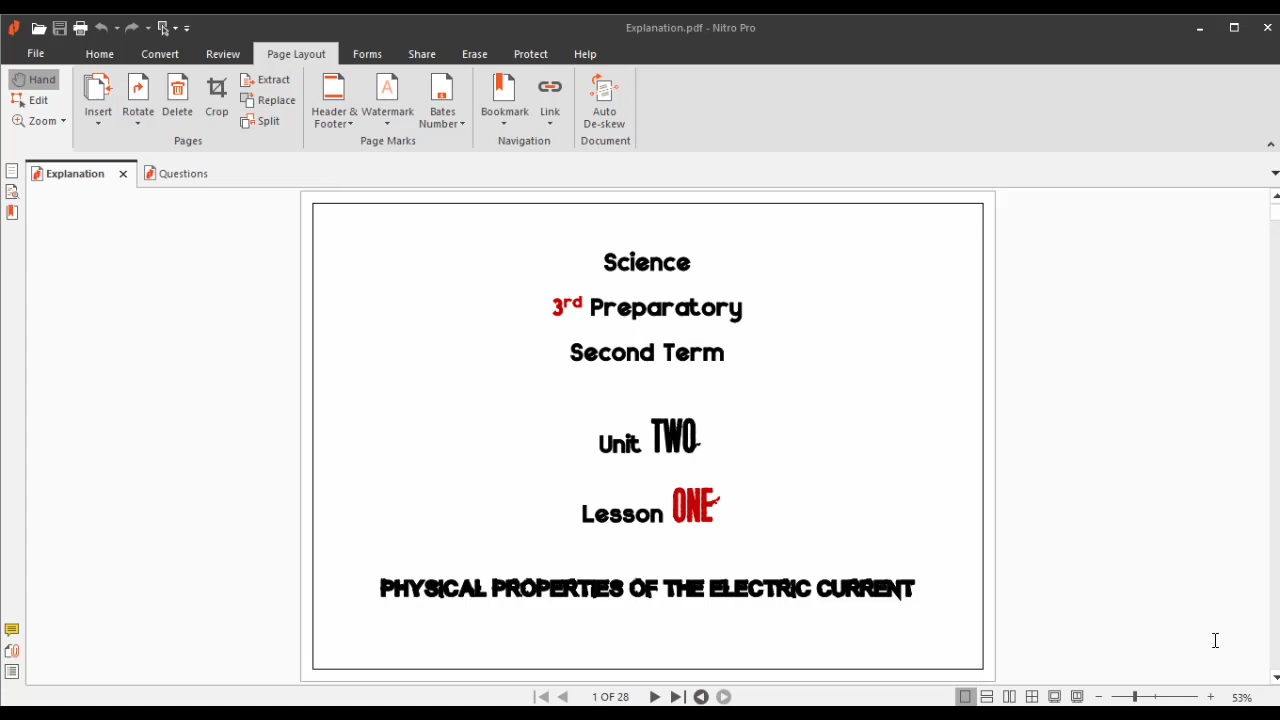 Explanation.pdf - Nitro Pro
File Home Convert Review Page Layout Forms Share Erase Protect Help
Hand
Edit
Zoom
Insert
Rotate
Delete
Crop
Extract
Replace
Split
Pages
Header & Footer
Watermark
Bates Number
Page Marks
Bookmark
Link
Navigation
Auto De-skew
Document
Explanation
Questions
Science
3rd Preparatory
Second Term
Unit TWO
Lesson ONE
PHYSICAL PROPERTIES OF THE ELECTRIC CURRENT
1 OF 28
53%